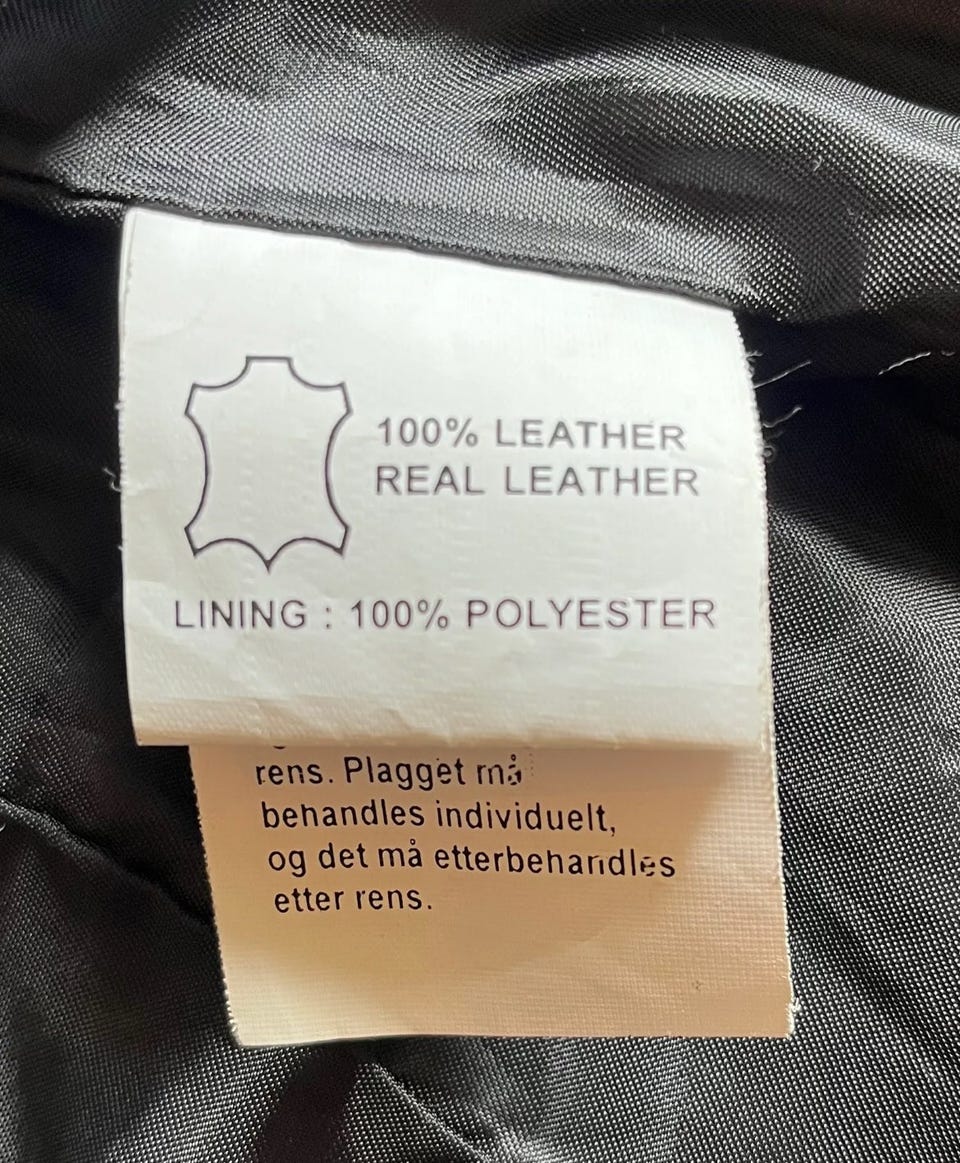 100% LEATHER
REAL LEATHER
LINING : 100% POLYESTER
rens. Plagget må
behandles individuelt,
og det må etterbehandles
etter rens.